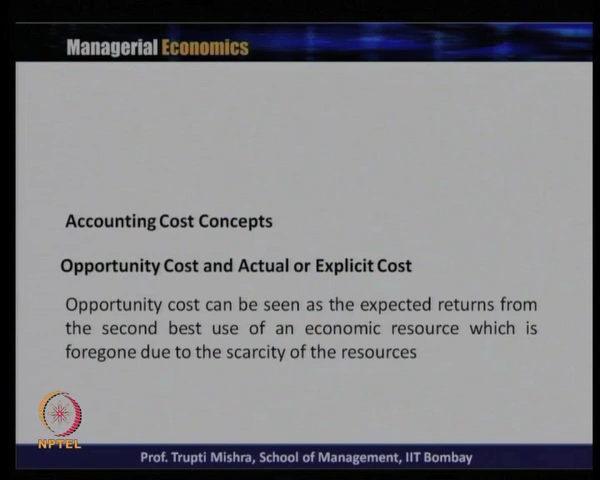 Managerial Economics
Accounting Cost Concepts
Opportunity Cost and Actual or Explicit Cost
Opportunity cost can be seen as the expected returns from
the second best use of an economic resource which is
foregone due to the scarcity of the resources
NPTEL
Prof. Trupti Mishra, School of Management, IIT Bombay